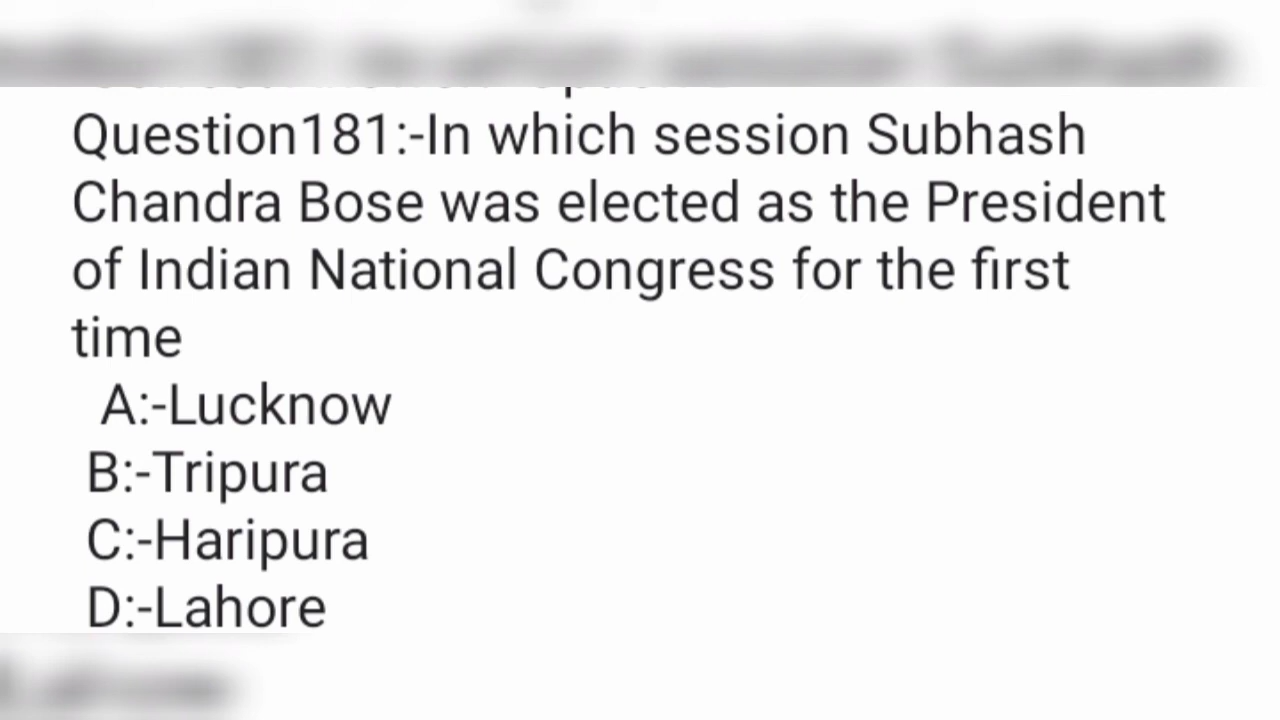 Question181:-In which session Subhash
Chandra Bose was elected as the President
of Indian National Congress for the first
time
A:-Lucknow
B:-Tripura
C:-Haripura
D:-Lahore